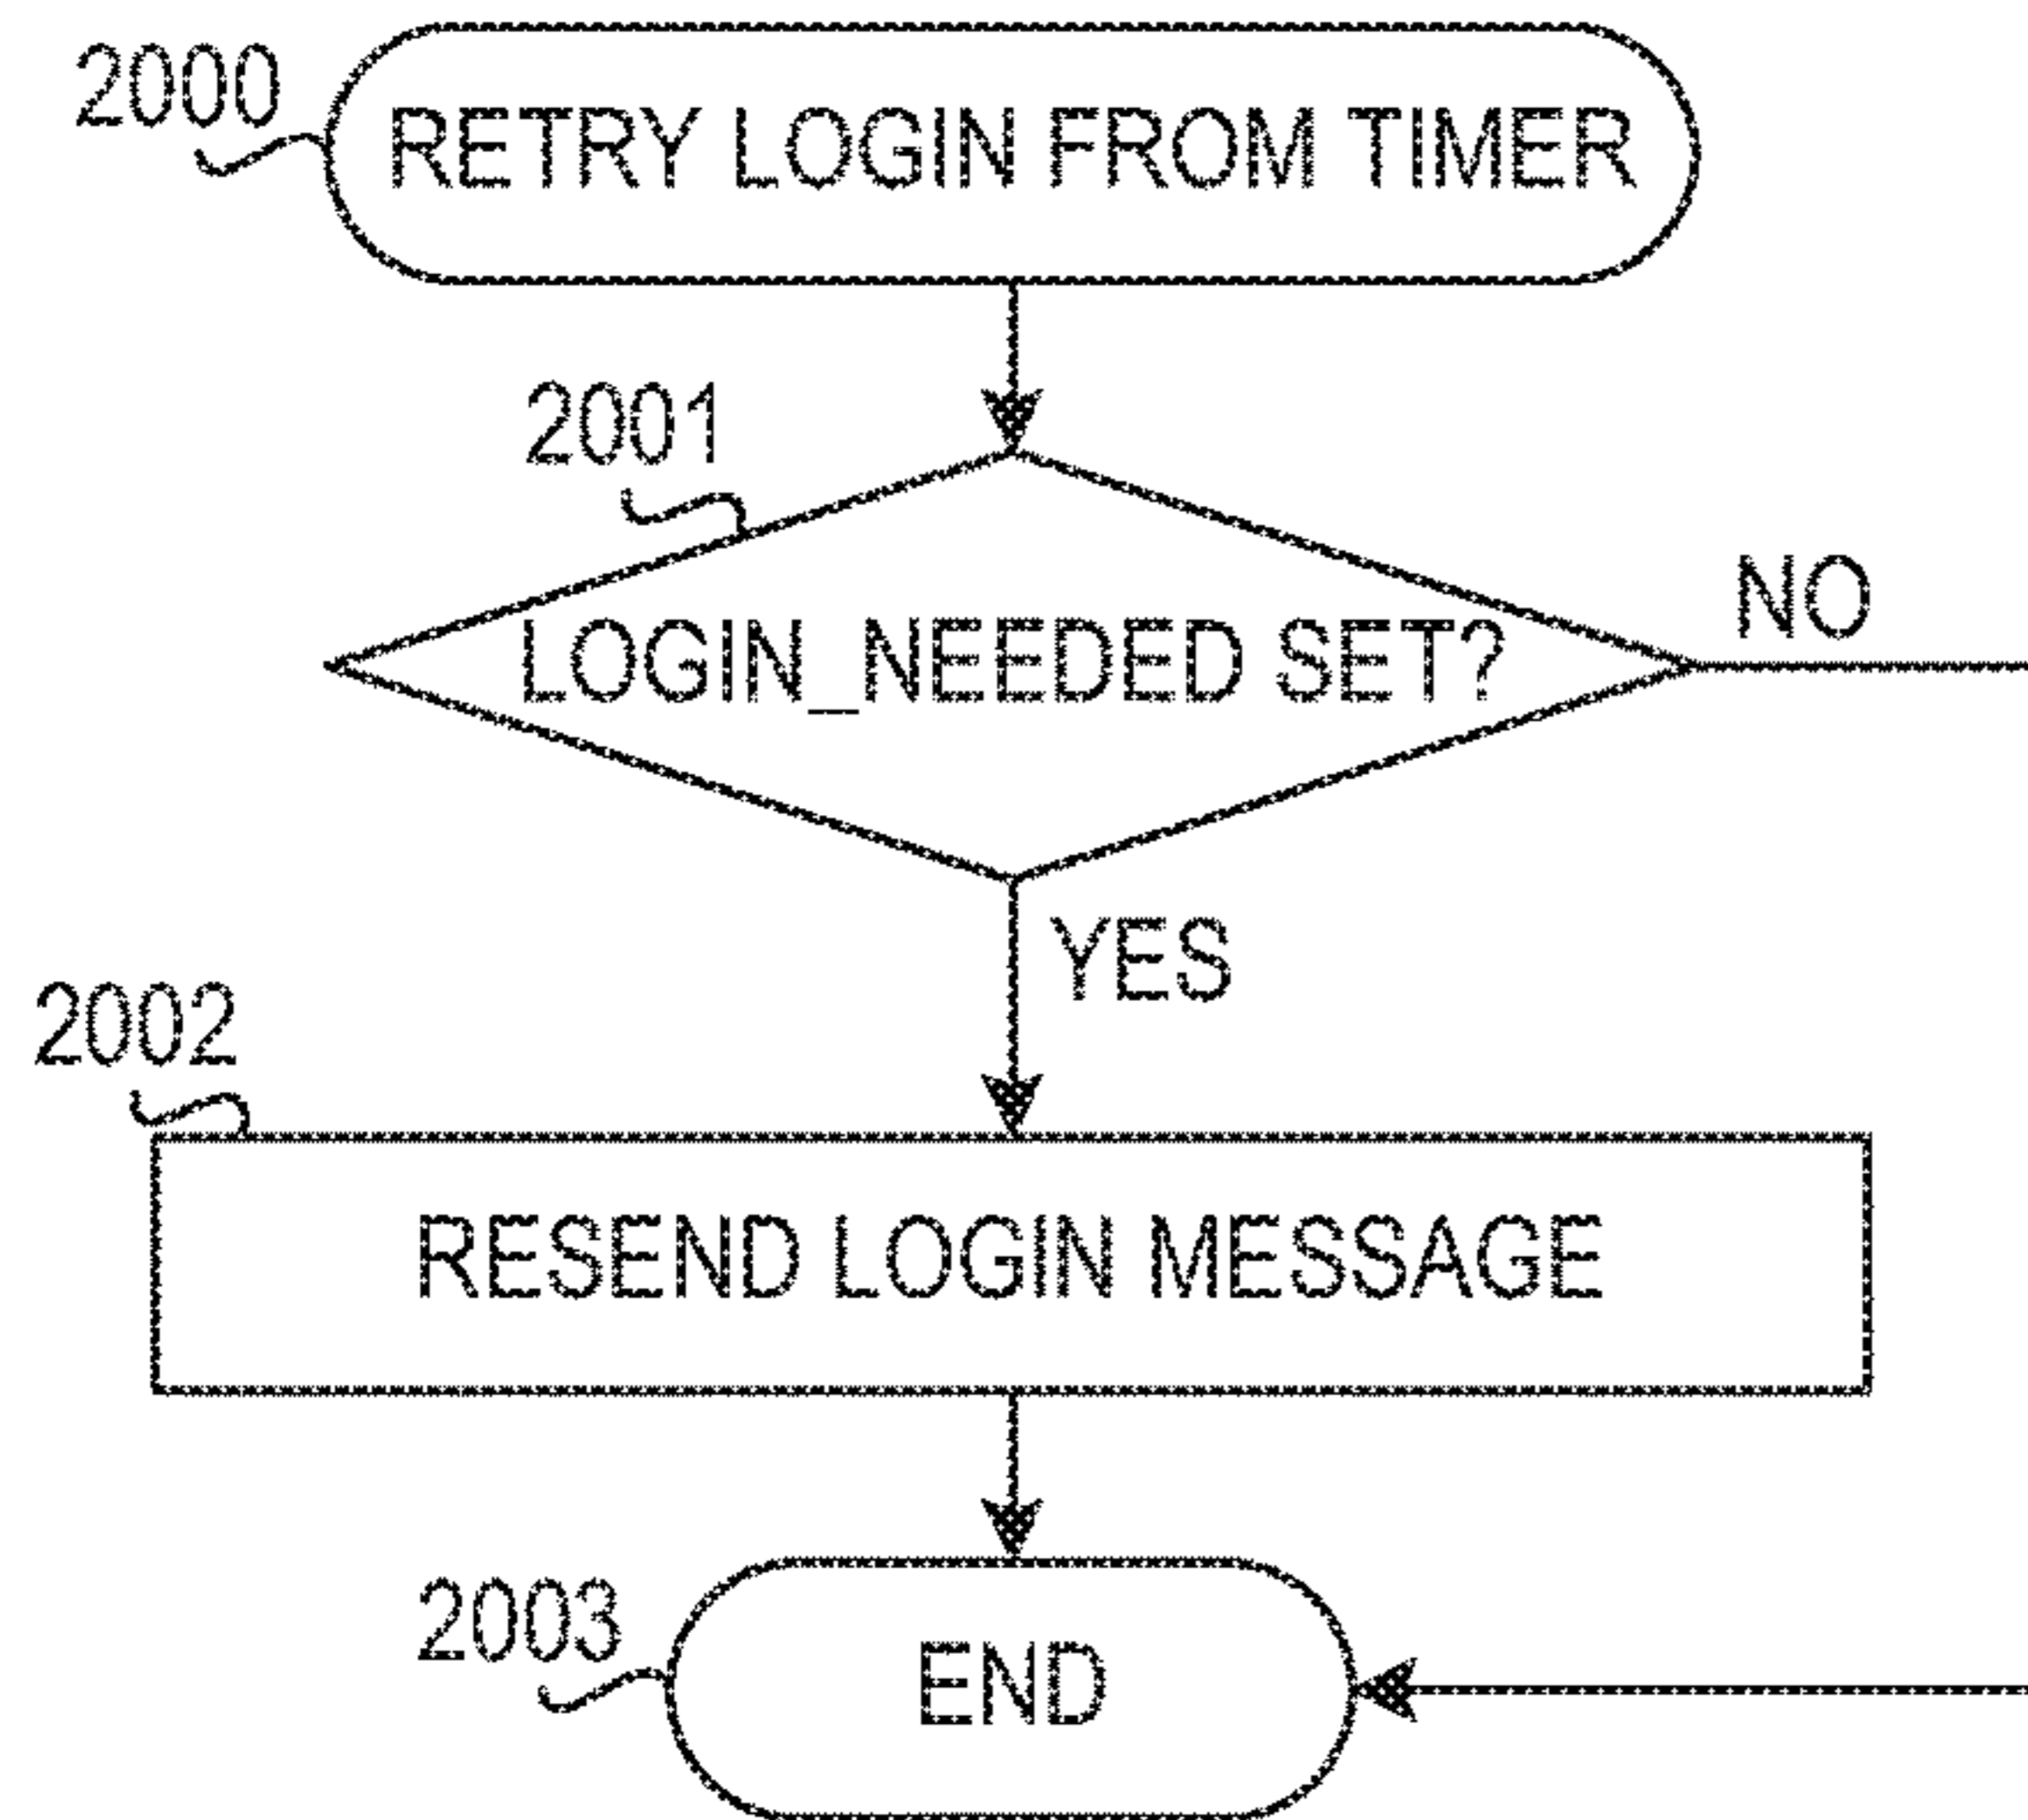 2000
RETRY LOGIN FROM TIMER
2001
LOGIN_NEEDED SET?
NO
YES
2002
RESEND LOGIN MESSAGE
2003
END